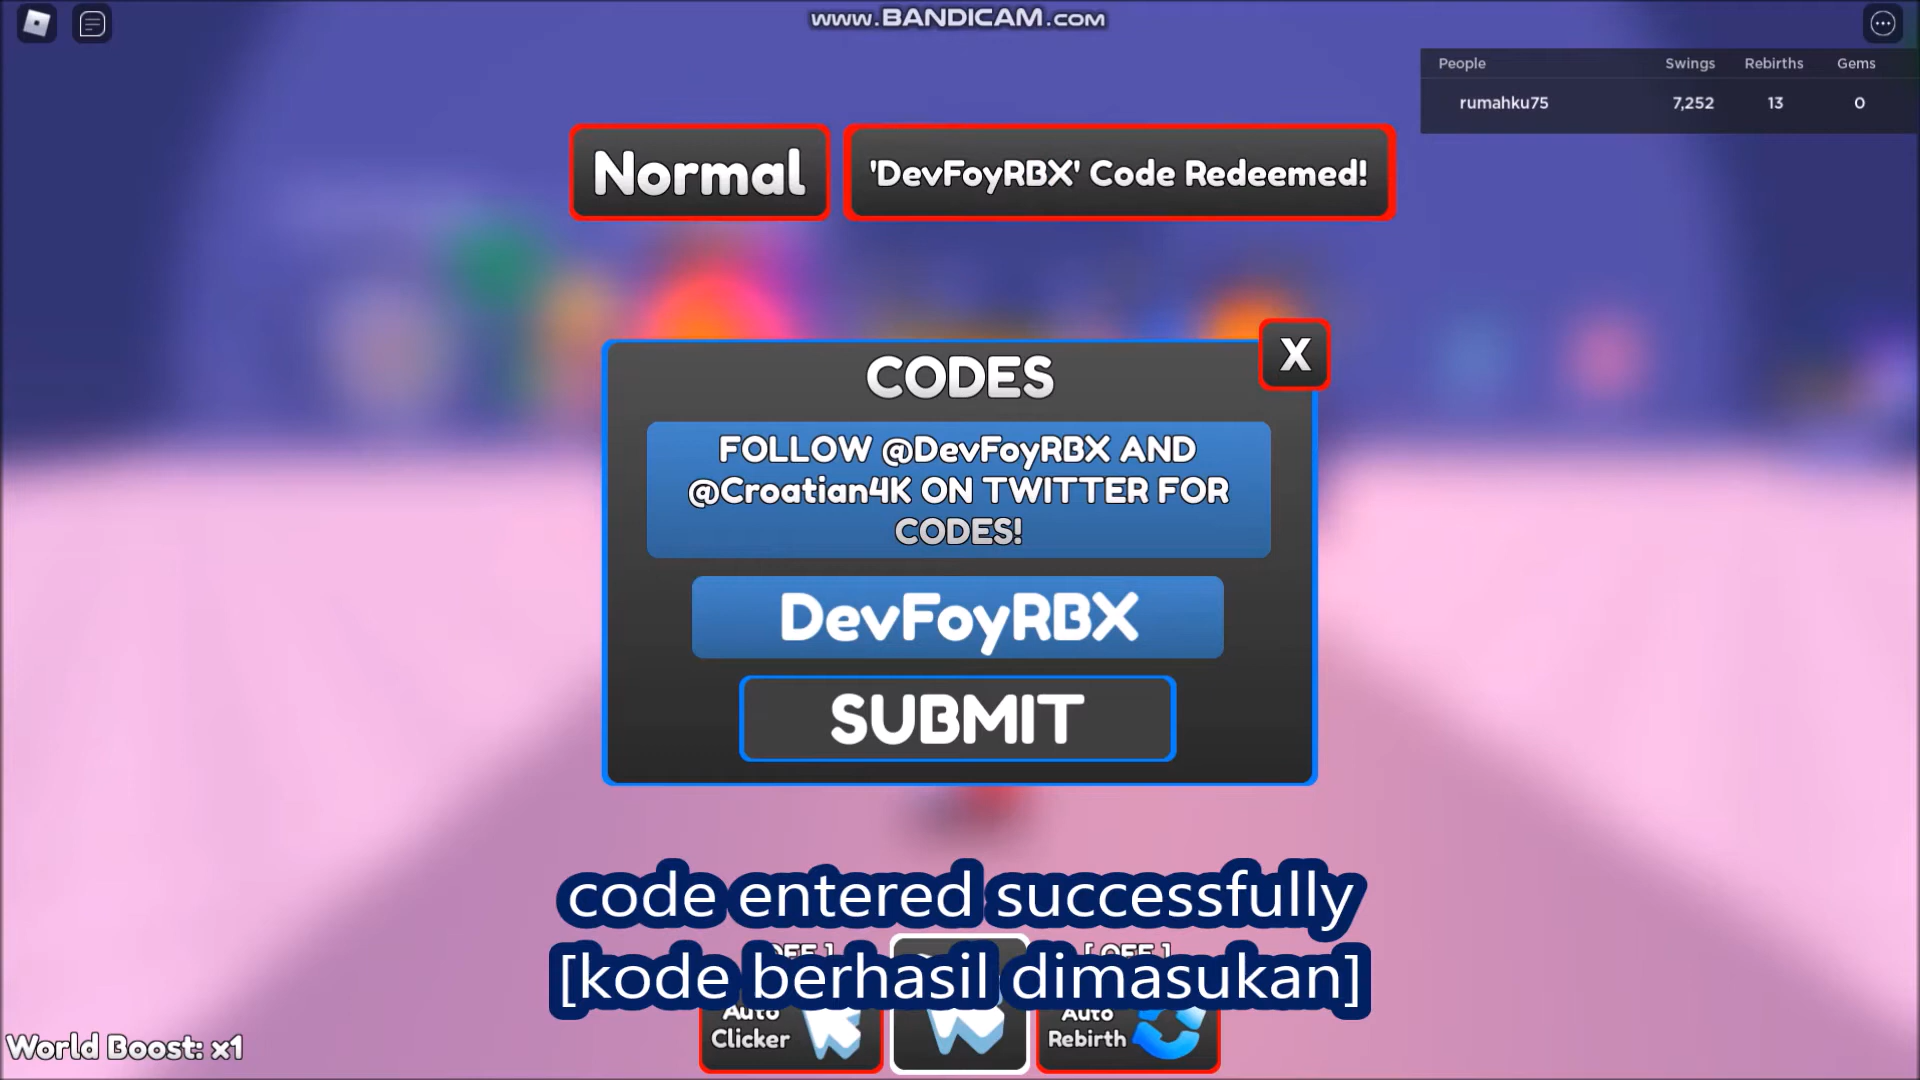 www.BANDICAM.com
People Swings Rebirths Gems
rumahku75 7,252 13 0
Normal
'DevFoyRBX' Code Redeemed!
X
CODES
FOLLOW @DevFoyRBX AND
@Croatian4K ON TWITTER FOR
CODES!
DevFoyRBX
SUBMIT
code entered successfully
[kode berhasil dimasukan]
[ OFF ]
Auto
Clicker
Auto
Rebirth
World Boost: x1